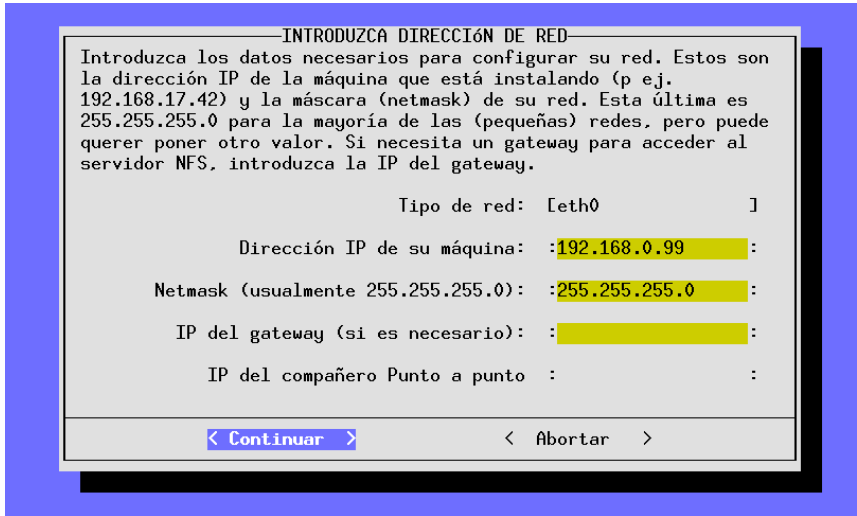 INTRODUZCA DIRECCIóN DE RED
Introduzca los datos necesarios para configurar su red. Estos son
la dirección IP de la máquina que está instalando (p ej.
192.168.17.42) y la máscara (netmask) de su red. Esta última es
255.255.255.0 para la mayoría de las (pequeñas) redes, pero puede
querer poner otro valor. Si necesita un gateway para acceder al
servidor NFS, introduzca la IP del gateway.
Tipo de red: [eth0 ]
Dirección IP de su máquina: :192.168.0.99 :
Netmask (usualmente 255.255.255.0): :255.255.255.0 :
IP del gateway (si es necesario): : :
IP del compañero Punto a punto : :
< Continuar > < Abortar >